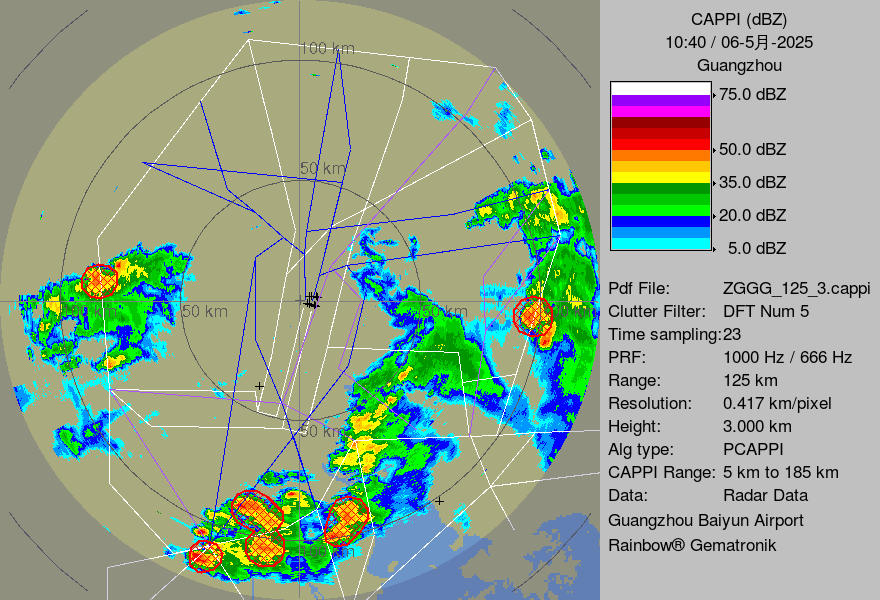 CAPPI (dBZ)
10:40 / 06-5月-2025
Guangzhou
75.0 dBZ
50.0 dBZ
35.0 dBZ
20.0 dBZ
5.0 dBZ
Pdf File: ZGGG_125_3.cappi
Clutter Filter: DFT Num 5
Time sampling:23
PRF: 1000 Hz / 666 Hz
Range: 125 km
Resolution: 0.417 km/pixel
Height: 3.000 km
Alg type: PCAPPI
CAPPI Range: 5 km to 185 km
Data: Radar Data
Guangzhou Baiyun Airport
Rainbow® Gematronik
100 km
50 km
50 km
50 km
50 km